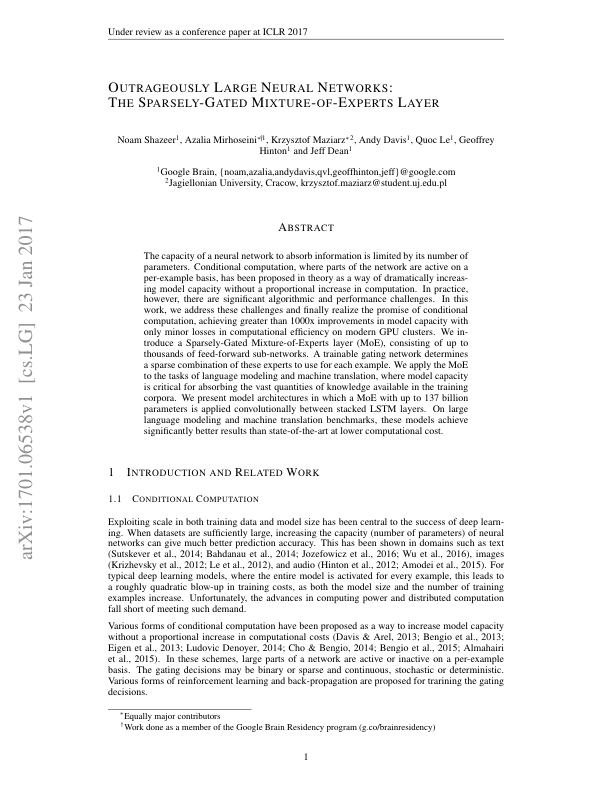 Under review as a conference paper at ICLR 2017
OUTRAGEOUSLY LARGE NEURAL NETWORKS:
THE SPARSELY-GATED MIXTURE-OF-EXPERTS LAYER
Noam Shazeer1, Azalia Mirhoseini∗†1, Krzysztof Maziarz∗2, Andy Davis1, Quoc Le1, Geoffrey
Hinton1 and Jeff Dean1
1Google Brain, {noam,azalia,andydavis,qvl,geoffhinton,jeff}@google.com
2Jagiellonian University, Cracow, krzysztof.maziarz@student.uj.edu.pl
ABSTRACT
The capacity of a neural network to absorb information is limited by its number of
parameters. Conditional computation, where parts of the network are active on a
per-example basis, has been proposed in theory as a way of dramatically increas-
ing model capacity without a proportional increase in computation. In practice,
however, there are significant algorithmic and performance challenges. In this
work, we address these challenges and finally realize the promise of conditional
computation, achieving greater than 1000x improvements in model capacity with
only minor losses in computational efficiency on modern GPU clusters. We in-
troduce a Sparsely-Gated Mixture-of-Experts layer (MoE), consisting of up to
thousands of feed-forward sub-networks. A trainable gating network determines
a sparse combination of these experts to use for each example. We apply the MoE
to the tasks of language modeling and machine translation, where model capacity
is critical for absorbing the vast quantities of knowledge available in the training
corpora. We present model architectures in which a MoE with up to 137 billion
parameters is applied convolutionally between stacked LSTM layers. On large
language modeling and machine translation benchmarks, these models achieve
significantly better results than state-of-the-art at lower computational cost.
1 INTRODUCTION AND RELATED WORK
1.1 CONDITIONAL COMPUTATION
Exploiting scale in both training data and model size has been central to the success of deep learn-
ing. When datasets are sufficiently large, increasing the capacity (number of parameters) of neural
networks can give much better prediction accuracy. This has been shown in domains such as text
(Sutskever et al., 2014; Bahdanau et al., 2014; Jozefowicz et al., 2016; Wu et al., 2016), images
(Krizhevsky et al., 2012; Le et al., 2012), and audio (Hinton et al., 2012; Amodei et al., 2015). For
typical deep learning models, where the entire model is activated for every example, this leads to
a roughly quadratic blow-up in training costs, as both the model size and the number of training
examples increase. Unfortunately, the advances in computing power and distributed computation
fall short of meeting such demand.
Various forms of conditional computation have been proposed as a way to increase model capacity
without a proportional increase in computational costs (Davis & Arel, 2013; Bengio et al., 2013;
Eigen et al., 2013; Ludovic Denoyer, 2014; Cho & Bengio, 2014; Bengio et al., 2015; Almahairi
et al., 2015). In these schemes, large parts of a network are active or inactive on a per-example
basis. The gating decisions may be binary or sparse and continuous, stochastic or deterministic.
Various forms of reinforcement learning and back-propagation are proposed for trarining the gating
decisions.
∗Equally major contributors
†Work done as a member of the Google Brain Residency program (g.co/brainresidency)
1
arXiv:1701.06538v1 [cs.LG] 23 Jan 2017